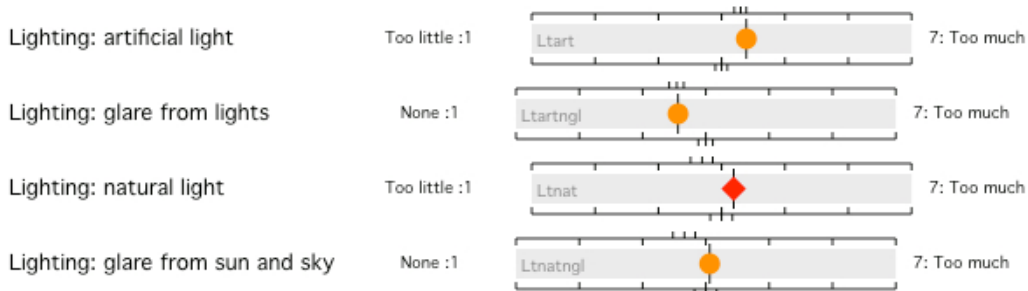 Lighting: artificial light Too little :1 Ltart 7: Too much
Lighting: glare from lights None :1 Ltartngl 7: Too much
Lighting: natural light Too little :1 Ltnat 7: Too much
Lighting: glare from sun and sky None :1 Ltnatngl 7: Too much